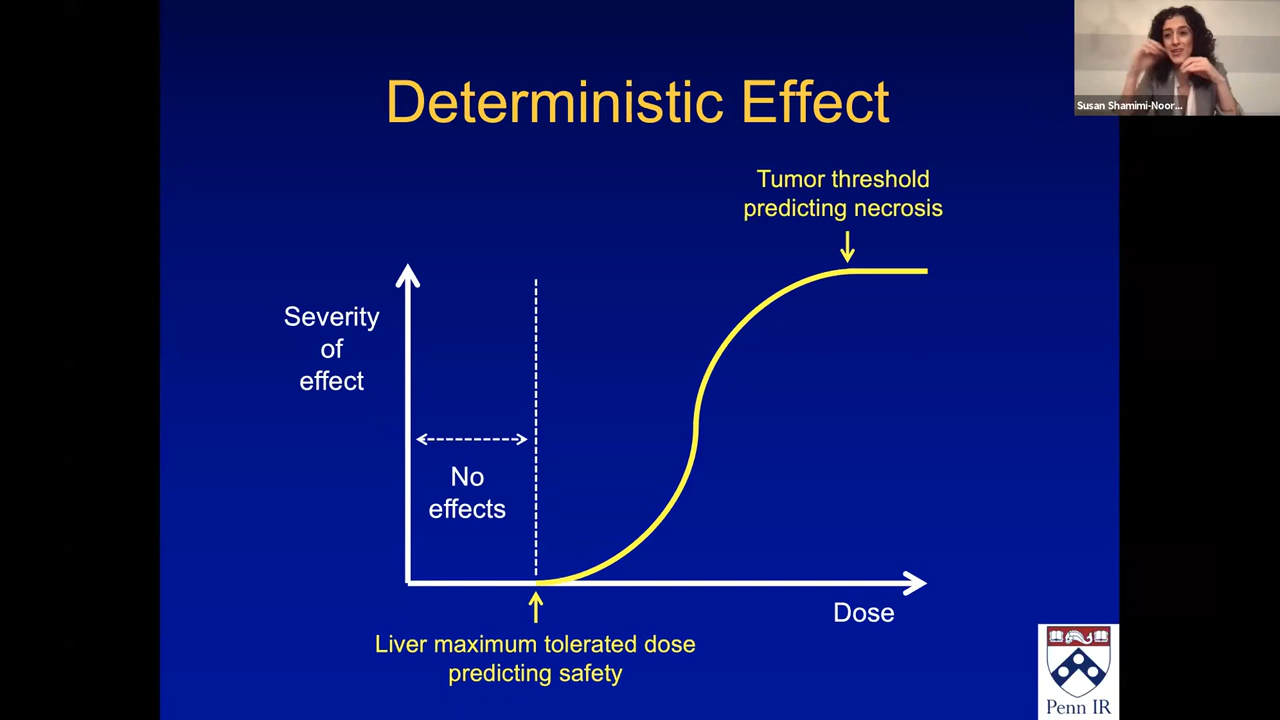 Deterministic Effect
Susan Shamimi-Noor...
Tumor threshold
predicting necrosis
Severity
of
effect
No
effects
Dose
Liver maximum tolerated dose
predicting safety
Penn IR